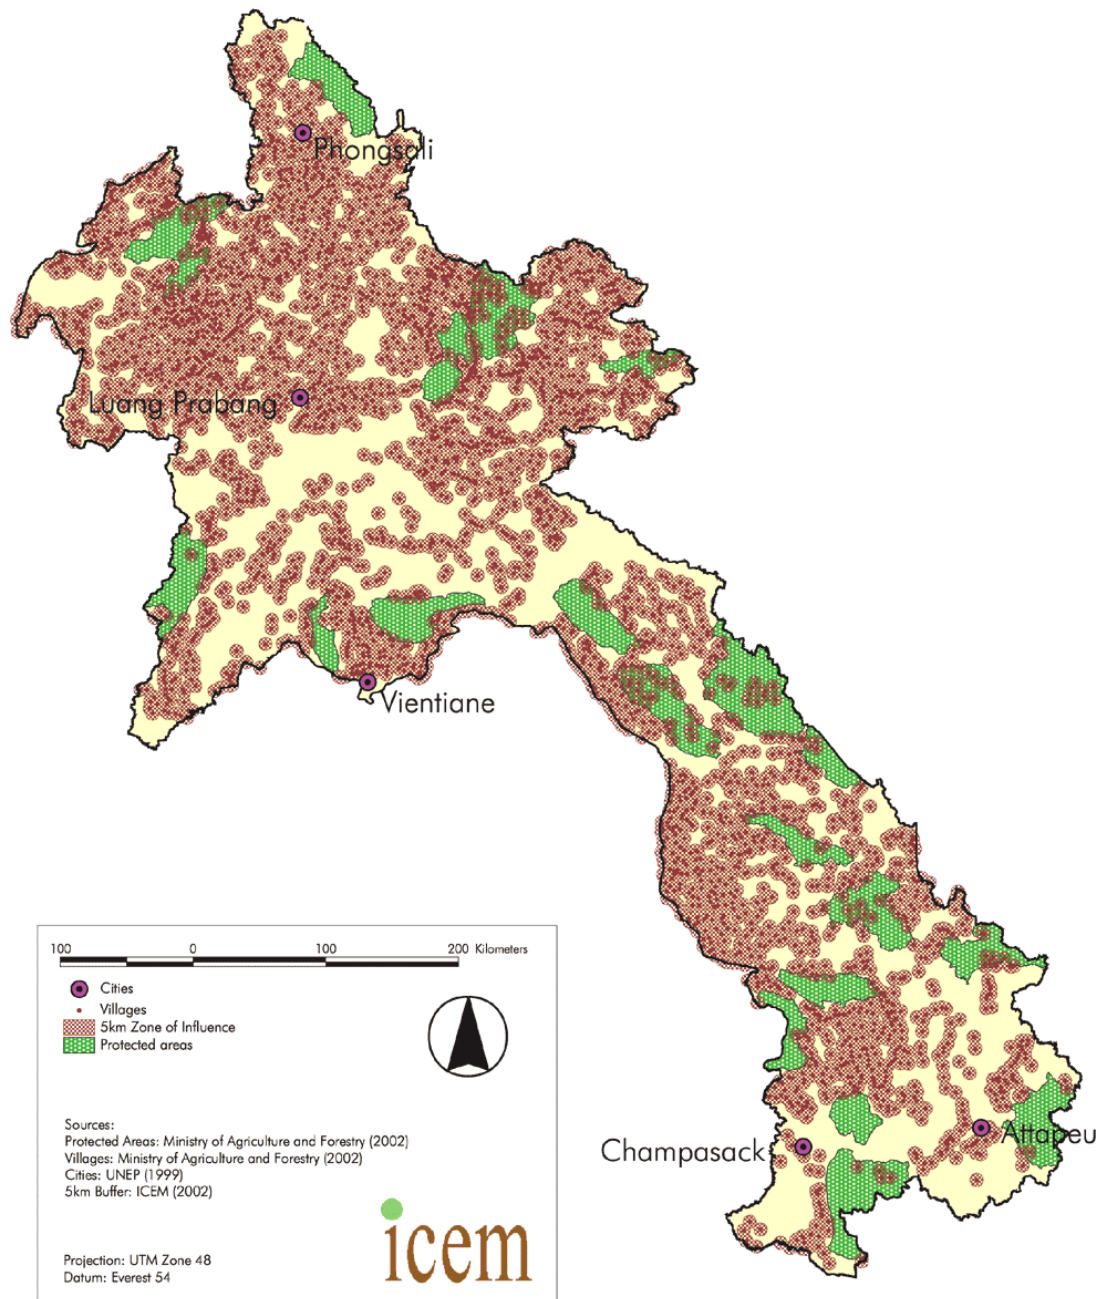 Phongsali
Luang Prabang
Vientiane
Champasack
Attapeu
100 0 100 200 Kilometers
Cities
Villages
5km Zone of Influence
Protected areas
Sources:
Protected Areas: Ministry of Agriculture and Forestry (2002)
Villages: Ministry of Agriculture and Forestry (2002)
Cities: UNEP (1999)
5km Buffer: ICEM (2002)
icem
Projection: UTM Zone 48
Datum: Everest 54